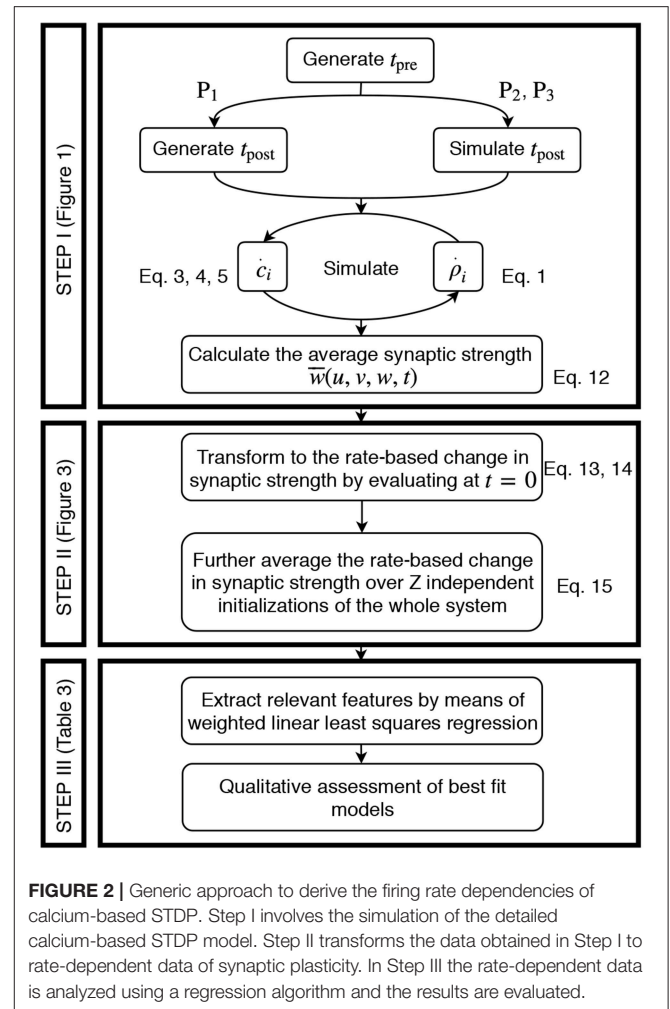 STEP I (Figure 1)
Generate t_pre
P₁
P₂, P₃
Generate t_post
Simulate t_post
Eq. 3, 4, 5
ċᵢ
Simulate
ρ̇ᵢ
Eq. 1
Calculate the average synaptic strength
w̅(u, v, w, t)
Eq. 12
STEP II (Figure 3)
Transform to the rate-based change in
synaptic strength by evaluating at t = 0
Eq. 13, 14
Further average the rate-based change
in synaptic strength over Z independent
initializations of the whole system
Eq. 15
STEP III (Table 3)
Extract relevant features by means of
weighted linear least squares regression
Qualitative assessment of best fit
models
FIGURE 2 | Generic approach to derive the firing rate dependencies of
calcium-based STDP. Step I involves the simulation of the detailed
calcium-based STDP model. Step II transforms the data obtained in Step I to
rate-dependent data of synaptic plasticity. In Step III the rate-dependent data
is analyzed using a regression algorithm and the results are evaluated.